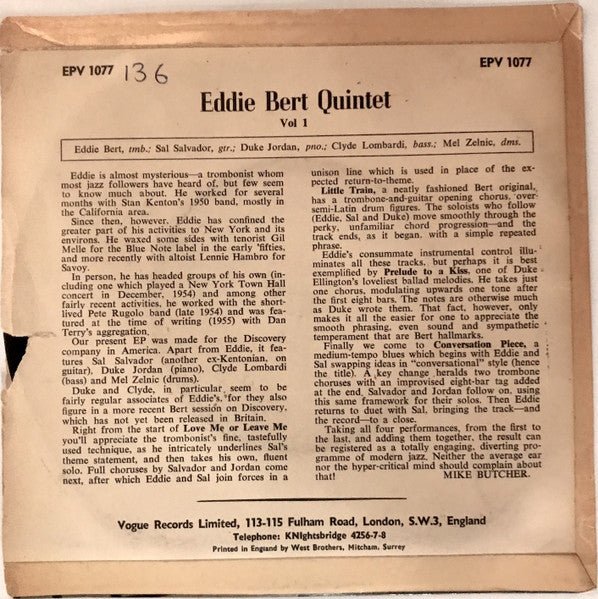 EPV 1077 136
EPV 1077
Eddie Bert Quintet
Vol 1
Eddie Bert, tmb.; Sal Salvador, gtr.; Duke Jordan, pno.; Clyde Lombardi, bass.; Mel Zelnic, dms.
Eddie is almost mysterious—a trombonist whom
most jazz followers have heard of, but few seem
to know much about. He worked for several
months with Stan Kenton's 1950 band, mostly in
the California area.
Since then, however, Eddie has confined the
greater part of his activities to New York and its
environs. He waxed some sides with tenorist Gil
Melle for the Blue Note label in the early 'fifties,
and more recently with altoist Lennie Hambro for
Savoy.
In person, he has headed groups of his own (in-
cluding one which played a New York Town Hall
concert in December, 1954) and among other
fairly recent activities, he worked with the short-
lived Pete Rugolo band (late 1954) and was fea-
tured at the time of writing (1955) with Dan
Terry's aggregation.
Our present EP was made for the Discovery
company in America. Apart from Eddie, it fea-
tures Sal Salvador (another ex-Kentonian, on
guitar), Duke Jordan (piano), Clyde Lombardi
(bass) and Mel Zelnic (drums).
Duke and Clyde, in particular, seem to be
fairly regular associates of Eddie's, for they also
figure in a more recent Bert session on Discovery,
which has not yet been released in Britain.
Right from the start of Love Me or Leave Me
you'll appreciate the trombonist's fine, tastefully
used technique, as he intricately underlines Sal's
theme statement, and then takes his own, fluent
solo. Full choruses by Salvador and Jordan come
next, after which Eddie and Sal join forces in a
unison line which is used in place of the ex-
pected return-to-theme.
Little Train, a neatly fashioned Bert original,
has a trombone-and-guitar opening chorus, over
semi-Latin drum figures. The soloists who follow
(Eddie, Sal and Duke) move smoothly through the
perky, unfamiliar chord progression—and the
track ends, as it began, with a simple repeated
phrase.
Eddie's consummate instrumental control illu-
minates all these tracks, but perhaps it is best
exemplified by Prelude to a Kiss, one of Duke
Ellington's loveliest ballad melodies. He takes just
one chorus, modulating upwards one tone after
the first eight bars. The notes are otherwise much
as Duke wrote them. That fact, however, only
makes it all the easier for one to appreciate the
smooth phrasing, even sound and sympathetic
temperament that are Bert hallmarks.
Finally we come to Conversation Piece, a
medium-tempo blues which begins with Eddie and
Sal swapping ideas in "conversational" style (hence
the title). A key change heralds two trombone
choruses with an improvised eight-bar tag added
at the end. Salvador and Jordan follow on, using
this same framework for their solos. Then Eddie
returns to duet with Sal, bringing the track—and
the record—to a close.
Taking all four performances, from the first to
the last, and adding them together, the result can
be registered as a totally engaging, diverting pro-
gramme of modern jazz. Neither the average ear
nor the hyper-critical mind should complain about
that! MIKE BUTCHER.
Vogue Records Limited, 113-115 Fulham Road, London, S.W.3, England
Telephone: KNIghtsbridge 4256-7-8
Printed in England by West Brothers, Mitcham, Surrey